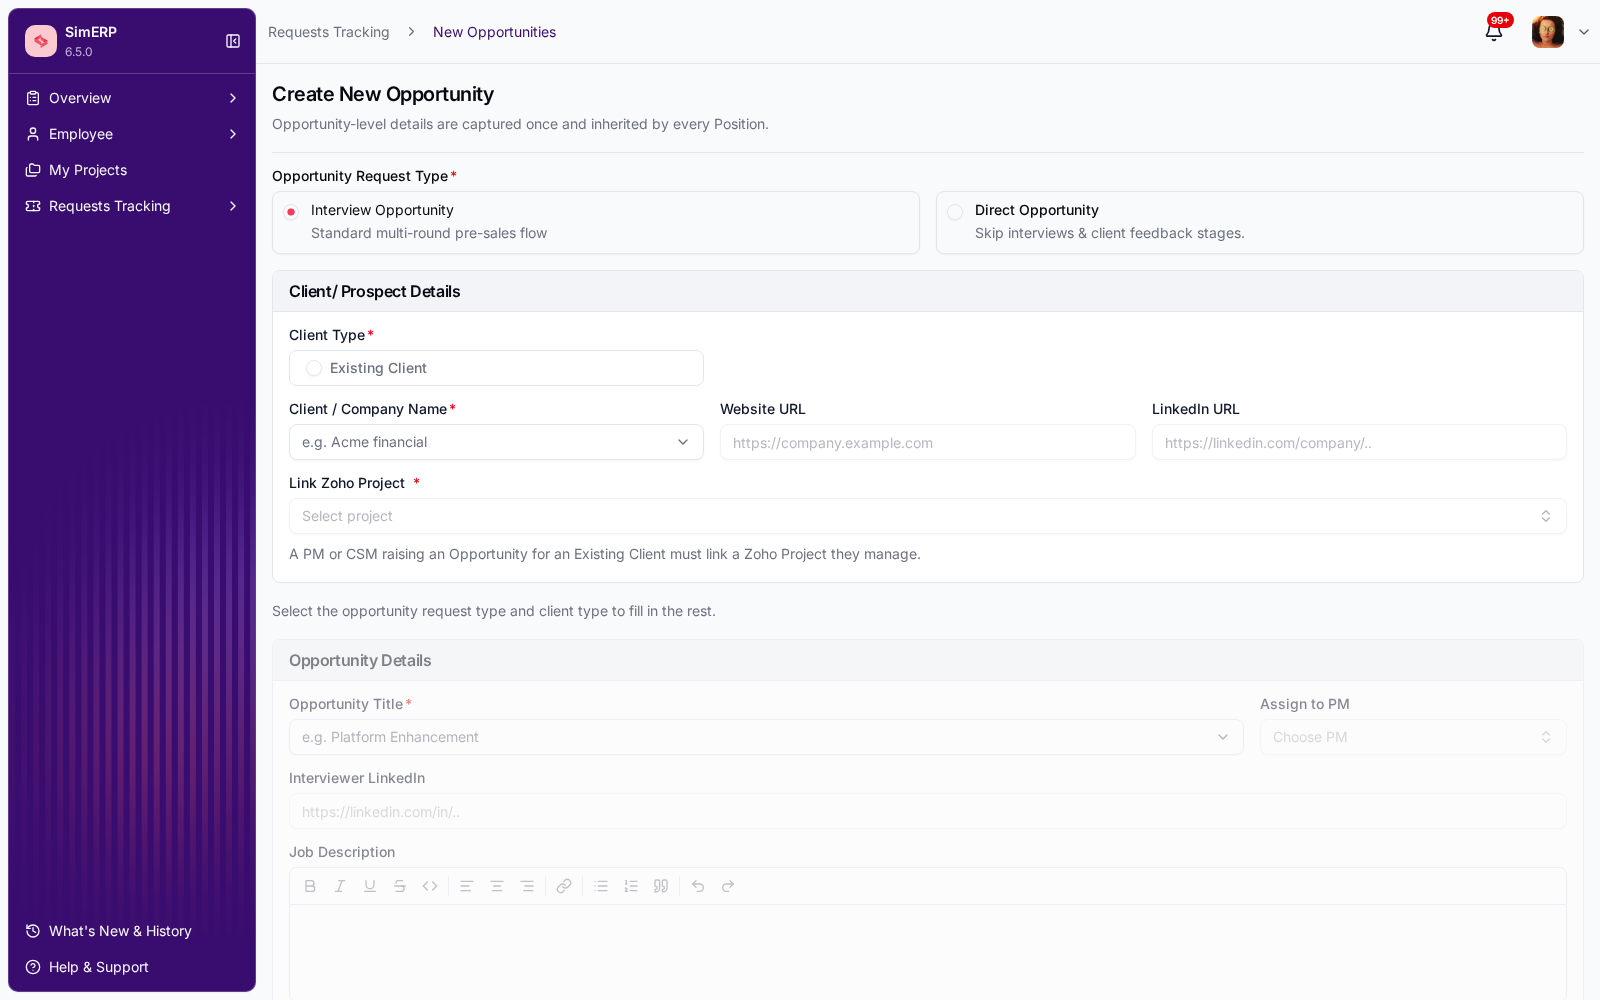 SimERP
6.5.0
Overview
Employee
My Projects
Requests Tracking
What's New & History
Help & Support
Requests Tracking
New Opportunities
99+
Create New Opportunity
Opportunity-level details are captured once and inherited by every Position.
Opportunity Request Type*
Interview Opportunity
Standard multi-round pre-sales flow
Direct Opportunity
Skip interviews & client feedback stages.
Client/ Prospect Details
Client Type*
Existing Client
Client / Company Name*
Website URL
LinkedIn URL
e.g. Acme financial
https://company.example.com
https://linkedin.com/company/..
Link Zoho Project *
Select project
A PM or CSM raising an Opportunity for an Existing Client must link a Zoho Project they manage.
Select the opportunity request type and client type to fill in the rest.
Opportunity Details
Opportunity Title*
Assign to PM
e.g. Platform Enhancement
Choose PM
Interviewer LinkedIn
https://linkedin.com/in/..
Job Description